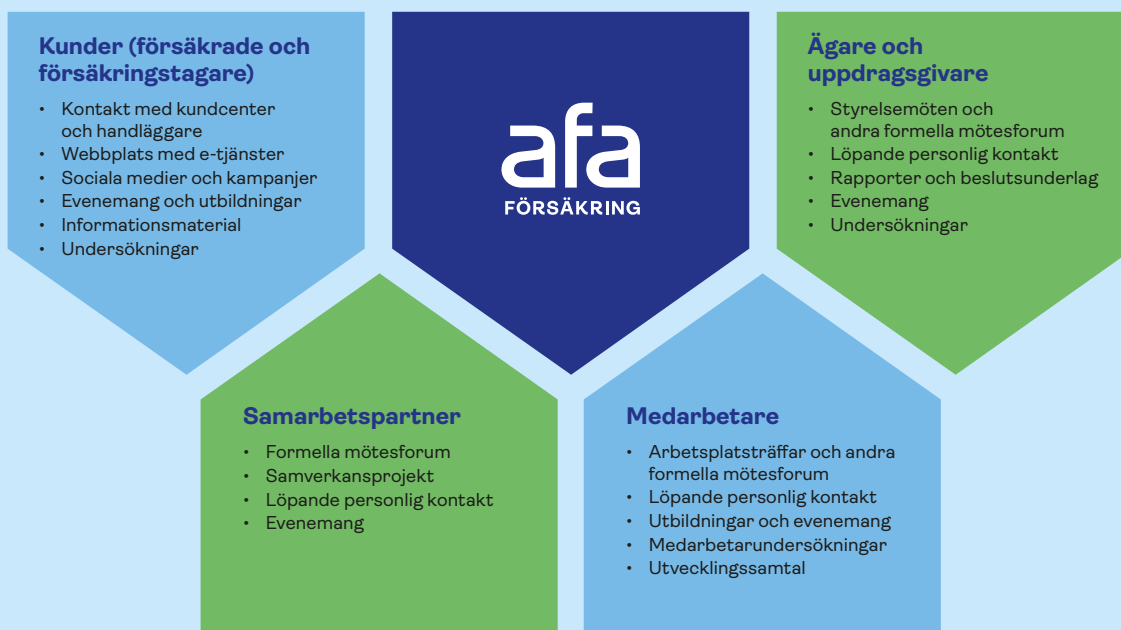 Kunder (försäkrade och
försäkringstagare)
• Kontakt med kundcenter
och handläggare
• Webbplats med e-tjänster
• Sociala medier och kampanjer
• Evenemang och utbildningar
• Informationsmaterial
• Undersökningar
afa
FÖRSÄKRING
Ägare och
uppdragsgivare
• Styrelsemöten och
andra formella mötesforum
• Löpande personlig kontakt
• Rapporter och beslutsunderlag
• Evenemang
• Undersökningar
Samarbetspartner
• Formella mötesforum
• Samverkansprojekt
• Löpande personlig kontakt
• Evenemang
Medarbetare
• Arbetsplatsträffar och andra
formella mötesforum
• Löpande personlig kontakt
• Utbildningar och evenemang
• Medarbetarundersökningar
• Utvecklingssamtal